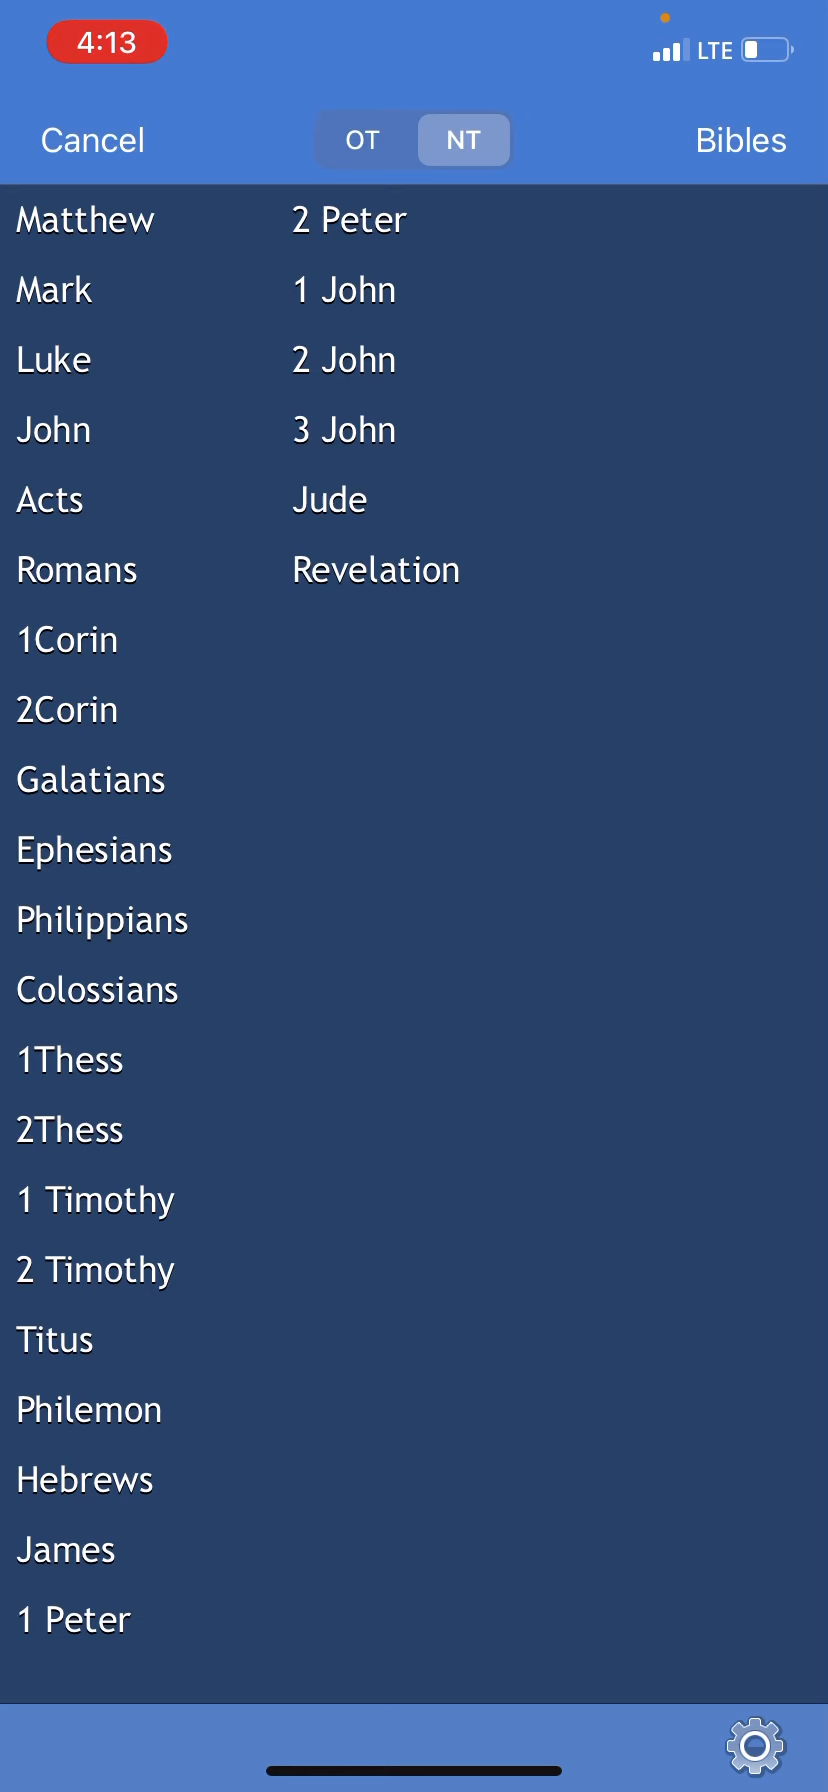 4:13
LTE
Cancel
OT
NT
Bibles
Matthew
Mark
Luke
John
Acts
Romans
1Corin
2Corin
Galatians
Ephesians
Philippians
Colossians
1Thess
2Thess
1 Timothy
2 Timothy
Titus
Philemon
Hebrews
James
1 Peter
2 Peter
1 John
2 John
3 John
Jude
Revelation